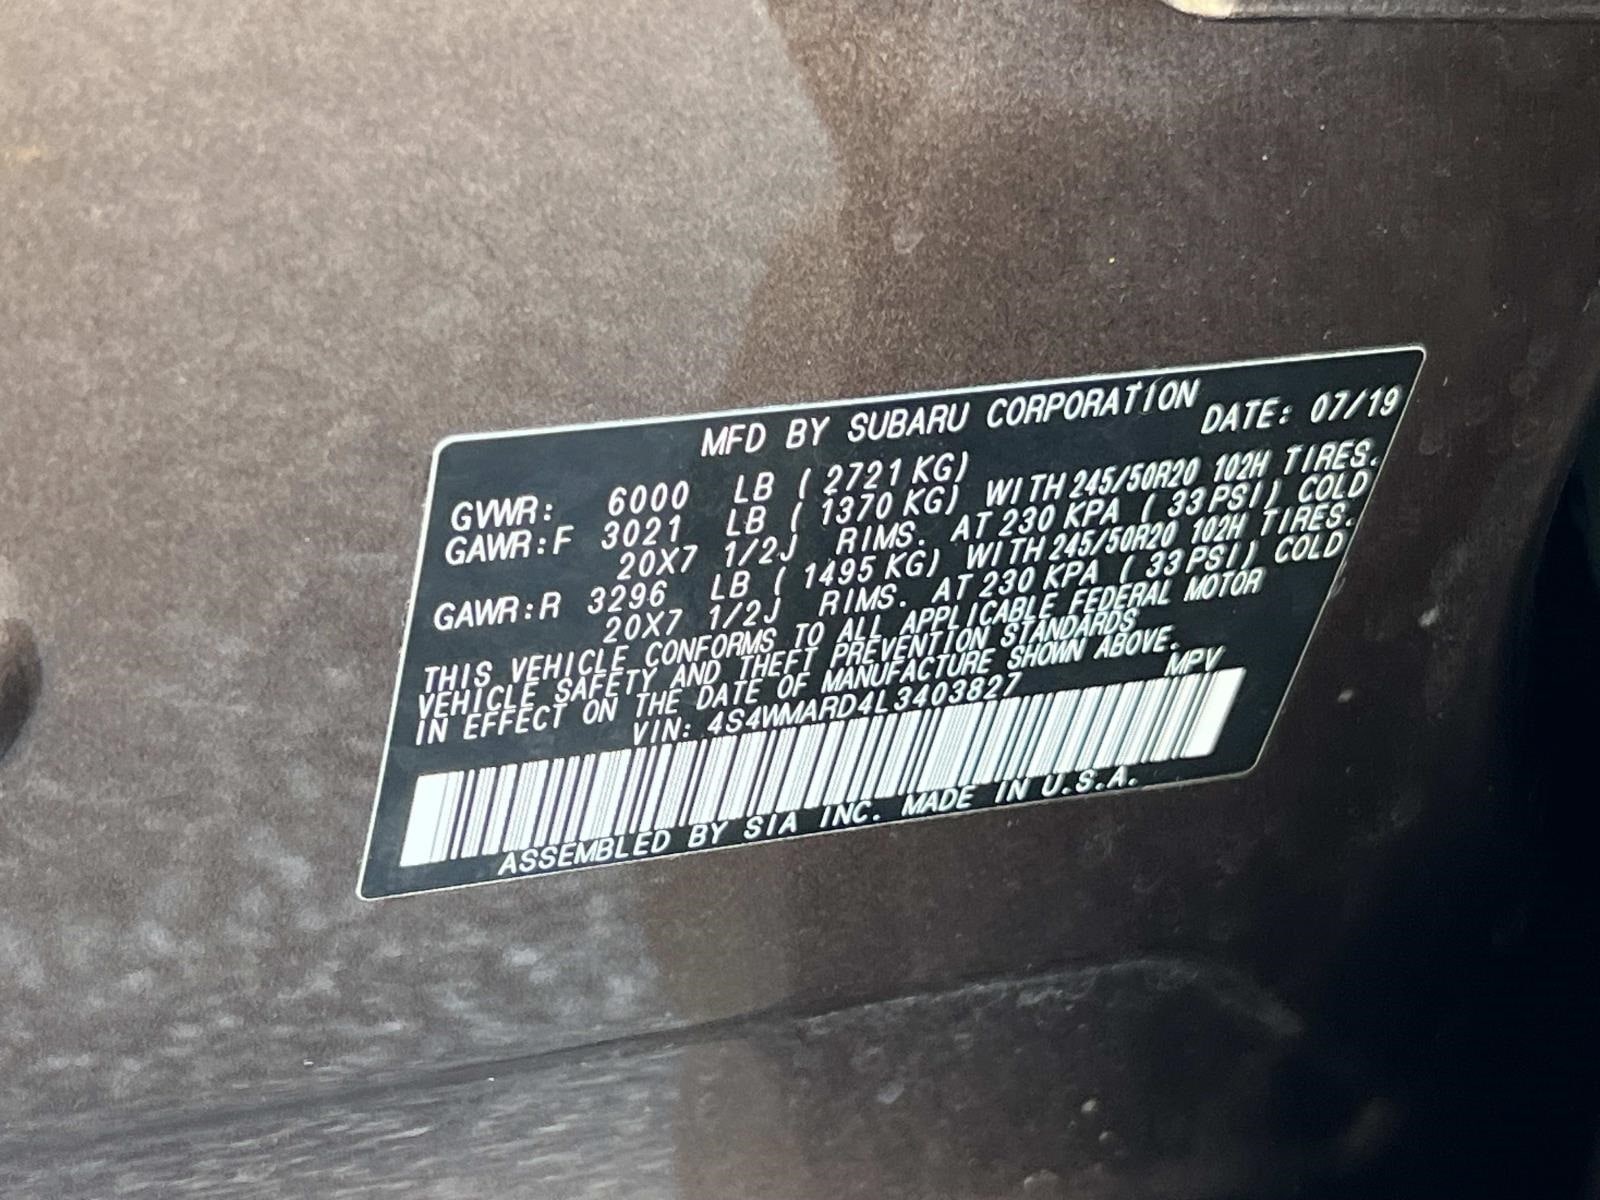 MFD BY SUBARU CORPORATION
DATE: 07/19
GVWR: 6000 LB ( 2721 KG)
GAWR:F 3021 LB ( 1370 KG) WITH 245/50R20 102H TIRES.
20X7 1/2J RIMS. AT 230 KPA ( 33 PSI) COLD
GAWR:R 3296 LB ( 1495 KG) WITH 245/50R20 102H TIRES.
20X7 1/2J RIMS. AT 230 KPA ( 33 PSI) COLD
THIS VEHICLE CONFORMS TO ALL APPLICABLE FEDERAL MOTOR
VEHICLE SAFETY AND THEFT PREVENTION STANDARDS
IN EFFECT ON THE DATE OF MANUFACTURE SHOWN ABOVE.
VIN: 4S4WMARD4L3403827 MPV
ASSEMBLED BY SIA INC. MADE IN U.S.A.